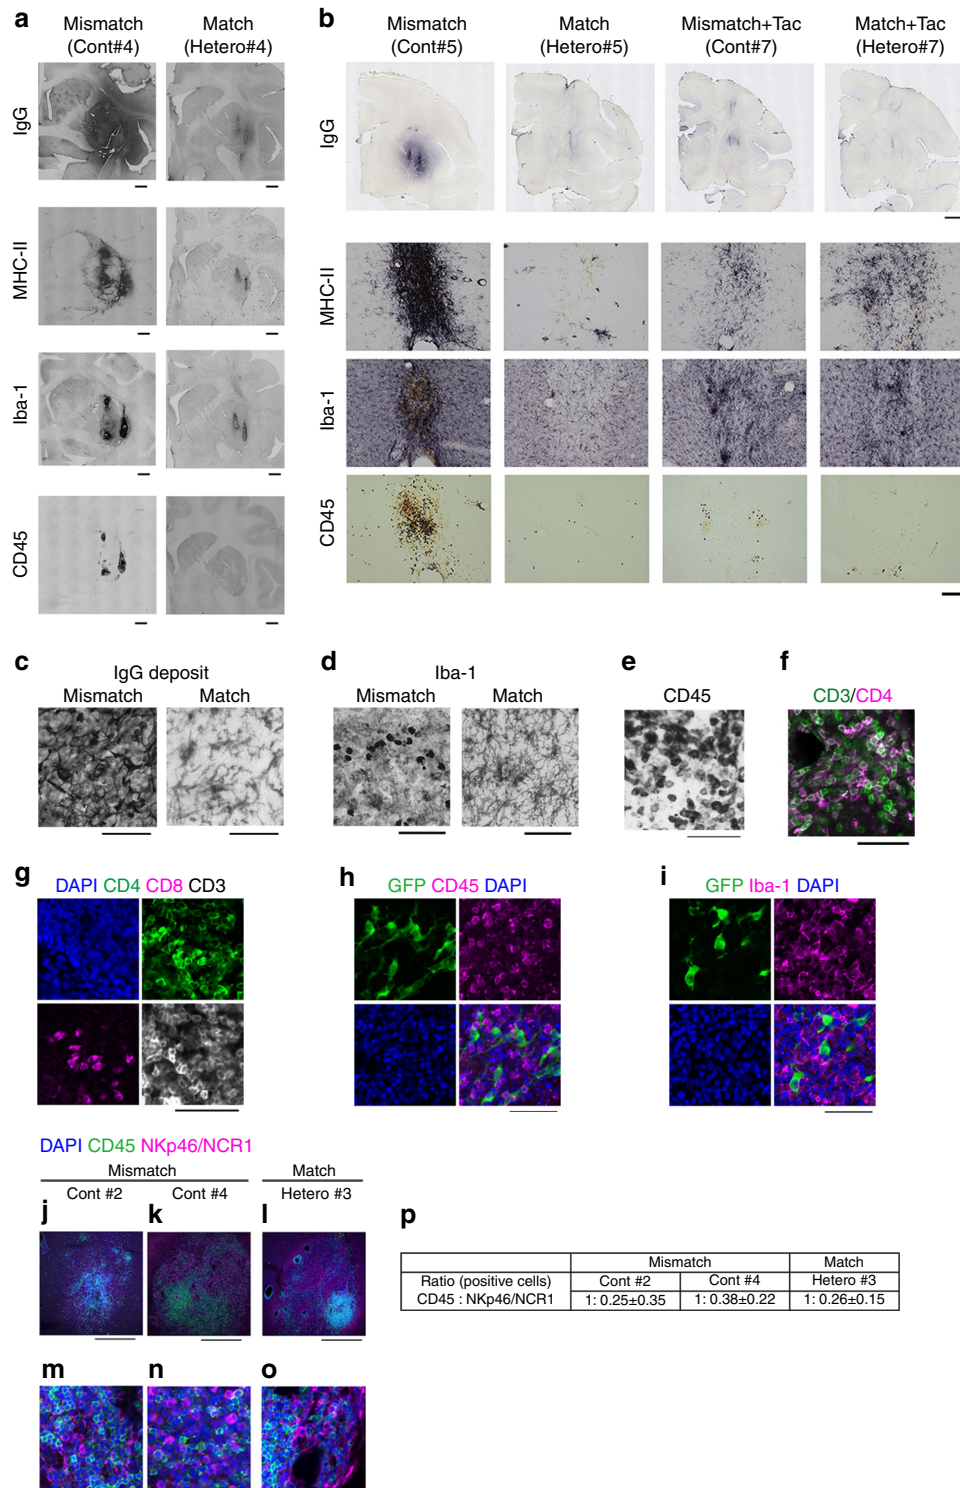 a
Mismatch (Cont#4)
Match (Hetero#4)
IgG
MHC-II
Iba-1
CD45
b
Mismatch (Cont#5)
Match (Hetero#5)
Mismatch+Tac (Cont#7)
Match+Tac (Hetero#7)
IgG
MHC-II
Iba-1
CD45
c
IgG deposit
Mismatch
Match
d
Iba-1
Mismatch
Match
e
CD45
f
CD3/CD4
g
DAPI CD4 CD8 CD3
h
GFP CD45 DAPI
i
GFP Iba-1 DAPI
DAPI CD45 NKp46/NCR1
Mismatch
Match
Cont #2
Cont #4
Hetero #3
j
k
l
m
n
o
p
Mismatch
Match
Ratio (positive cells)
Cont #2
Cont #4
Hetero #3
CD45 : NKp46/NCR1
1: 0.25±0.35
1: 0.38±0.22
1: 0.26±0.15